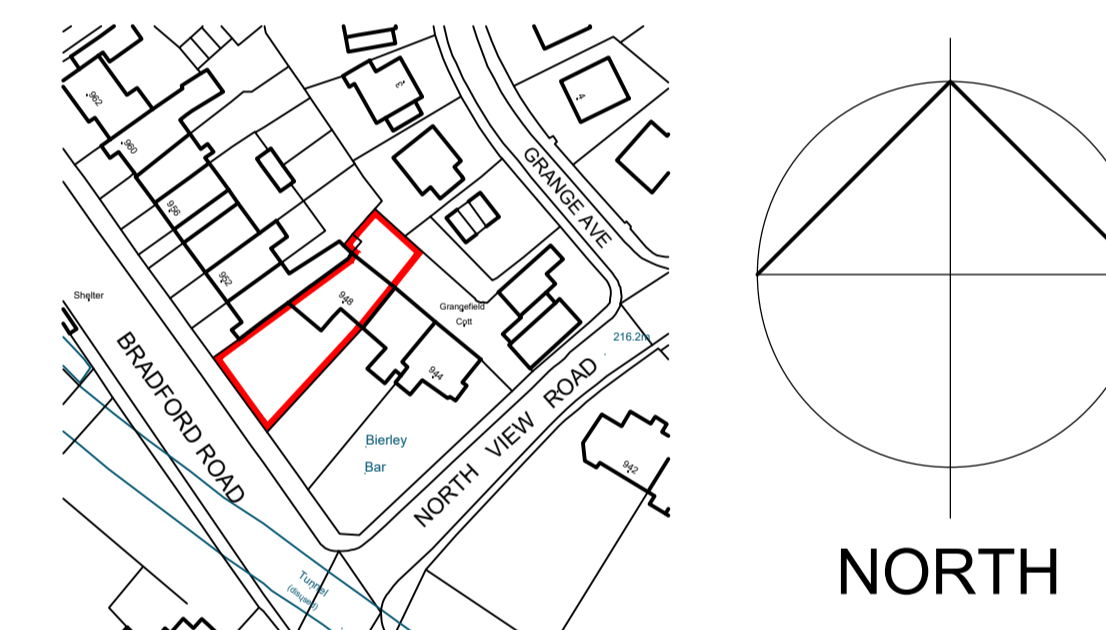 3
4
962
960
956
952
948
944
942
GRANGE AVE
Shelter
Grangefield
Cott
216.2m
BRADFORD ROAD
NORTH VIEW ROAD
Bierley
Bar
Tunnel
(disused)
NORTH